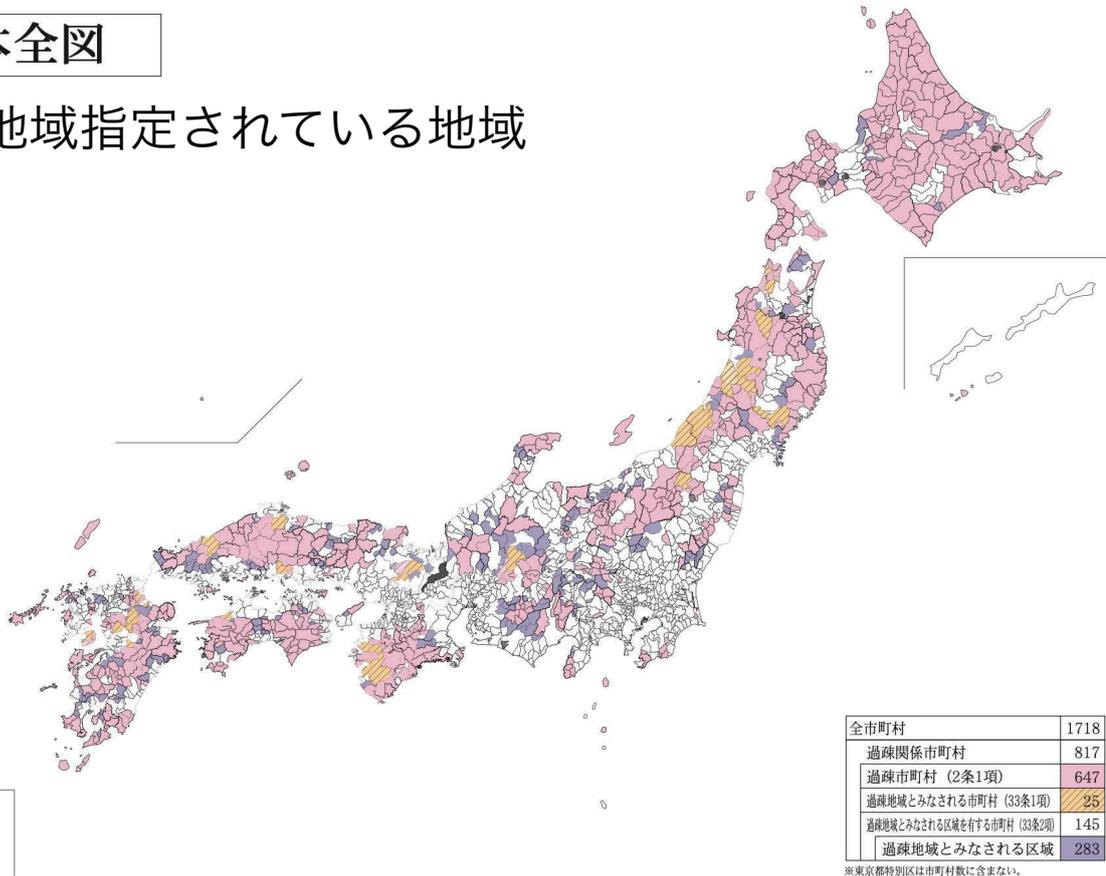 本全図
地域指定されている地域
全市町村 1718
過疎関係市町村 817
過疎市町村（2条1項） 647
過疎地域とみなされる市町村（33条1項） 25
過疎地域とみなされる区域を有する市町村（33条2項） 145
過疎地域とみなされる区域 283
※東京都特別区は市町村数に含まない。